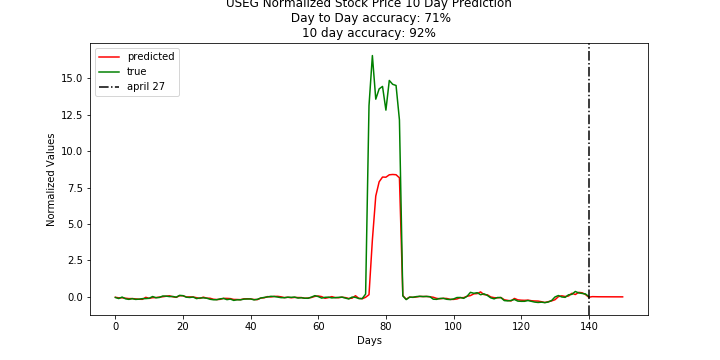 USEG Normalized Stock Price 10 Day Prediction
Day to Day accuracy: 71%
10 day accuracy: 92%
predicted
true
april 27
Normalized Values
15.0
12.5
10.0
7.5
5.0
2.5
0.0
0 20 40 60 80 100 120 140
Days